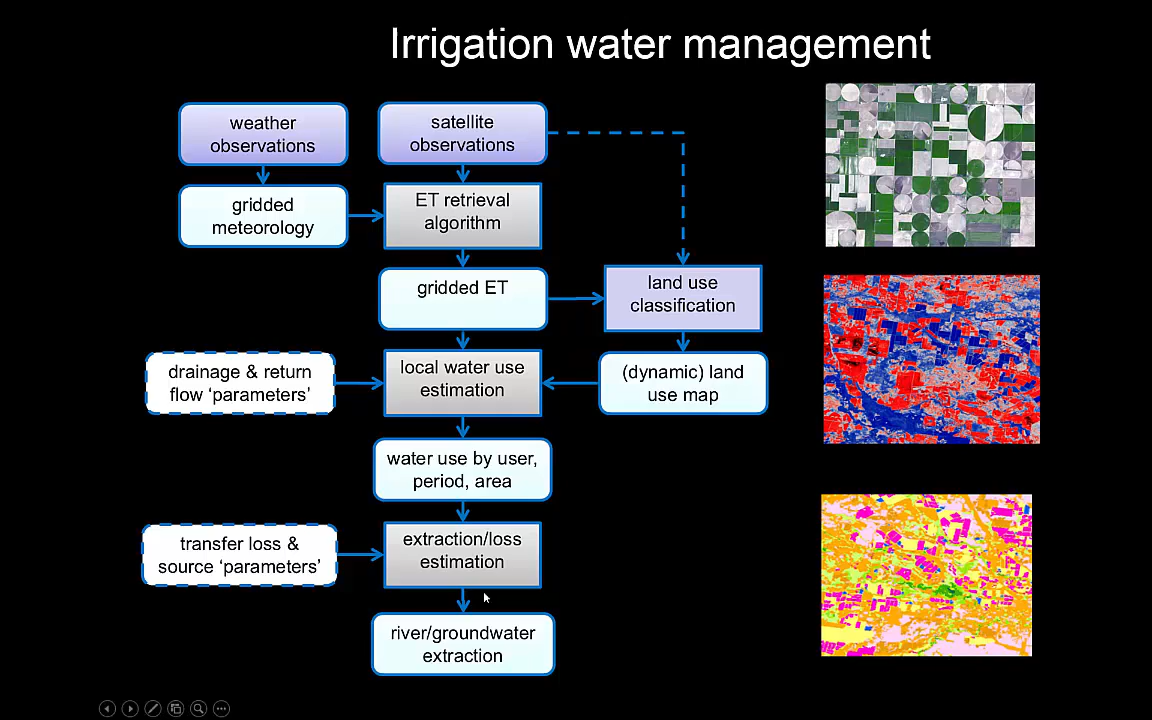 Irrigation water management
weather
observations
satellite
observations
gridded
meteorology
ET retrieval
algorithm
gridded ET
land use
classification
drainage & return
flow ‘parameters’
local water use
estimation
(dynamic) land
use map
water use by user,
period, area
transfer loss &
source ‘parameters’
extraction/loss
estimation
river/groundwater
extraction